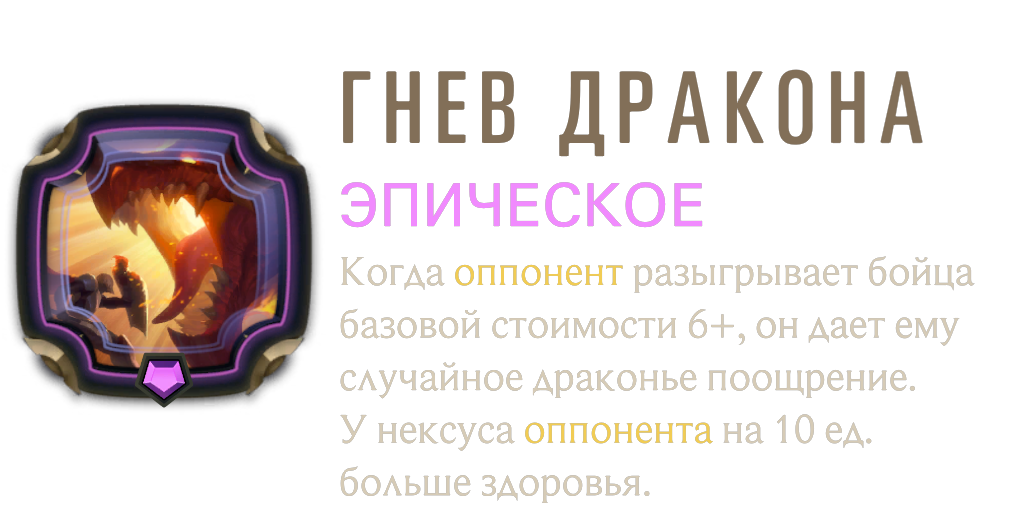 ГНЕВ ДРАКОНА
ЭПИЧЕСКОЕ
Когда оппонент разыгрывает бойца
базовой стоимости 6+, он дает ему
случайное драконье поощрение.
У нексуса оппонента на 10 ед.
больше здоровья.